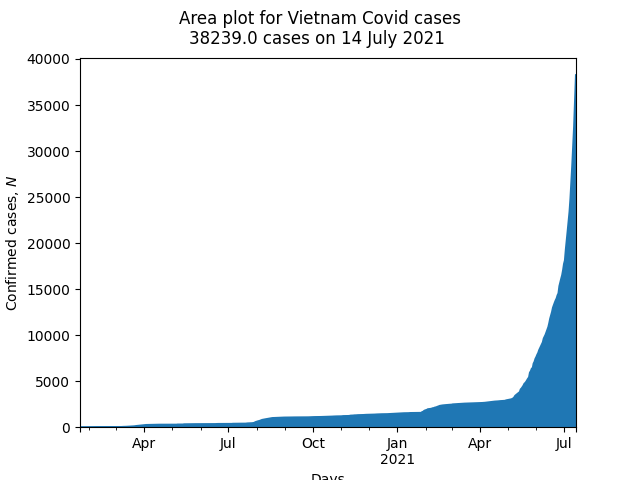 Area plot for Vietnam Covid cases
38239.0 cases on 14 July 2021
40000
35000
30000
25000
20000
15000
10000
5000
0
Confirmed cases, N
Apr
Jul
Oct
Jan
2021
Apr
Jul
Days